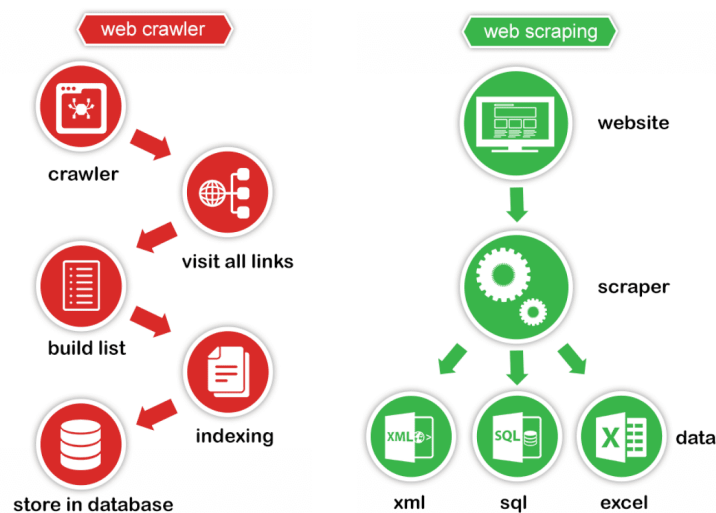 web crawler
crawler
visit all links
build list
indexing
store in database
web scraping
website
scraper
XML
SQL
X
data
xml
sql
excel